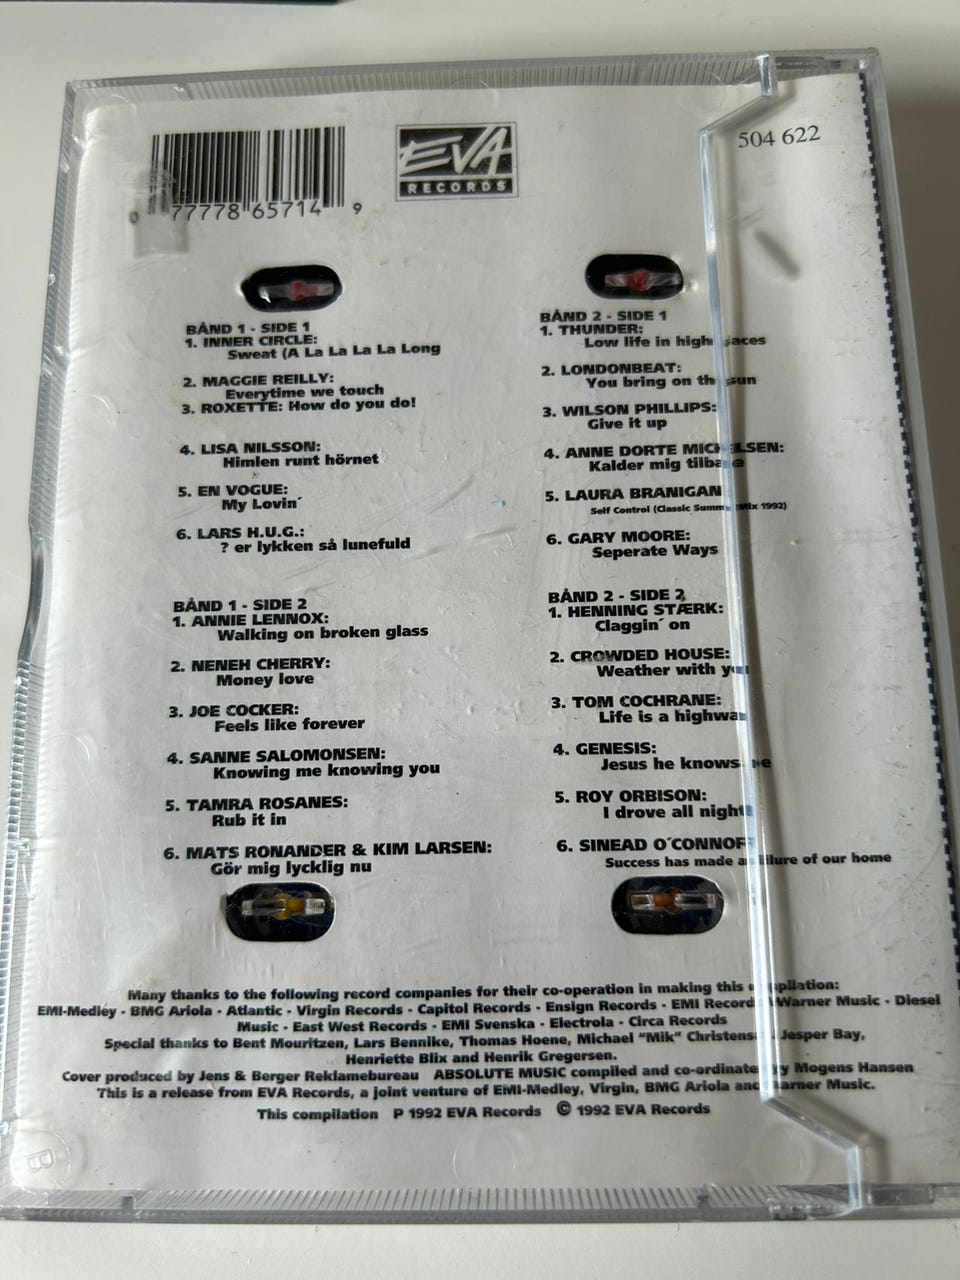 EVA
RECORDS
504 622
0 77778 65714 9
BÅND 1 - SIDE 1
1. INNER CIRCLE:
Sweat (A La La La La Long
2. MAGGIE REILLY:
Everytime we touch
3. ROXETTE: How do you do!
4. LISA NILSSON:
Himlen runt hörnet
5. EN VOGUE:
My Lovin´
6. LARS H.U.G.:
? er lykken så lunefuld
BÅND 1 - SIDE 2
1. ANNIE LENNOX:
Walking on broken glass
2. NENEH CHERRY:
Money love
3. JOE COCKER:
Feels like forever
4. SANNE SALOMONSEN:
Knowing me knowing you
5. TAMRA ROSANES:
Rub it in
6. MATS RONANDER & KIM LARSEN:
Gör mig lycklig nu
BÅND 2 - SIDE 1
1. THUNDER:
Low life in high
2. LONDONBEAT:
You bring on the sun
3. WILSON PHILLIPS:
Give it up
4. ANNE DORTE MICHELSEN:
Kalder mig tilbage
5. LAURA BRANIGAN
Self Control (Classic Summer Mix 1992)
6. GARY MOORE:
Seperate Ways
BÅND 2 - SIDE 2
1. HENNING STÆRK:
Claggin´ on
2. CROWDED HOUSE:
Weather with you
3. TOM COCHRANE:
Life is a highway
4. GENESIS:
Jesus he knows me
5. ROY ORBISON:
I drove all night
6. SINEAD O´CONNOR
Success has made a failure of our home
Many thanks to the following record companies for their co-operation in making this compilation:
EMI-Medley - BMG Ariola - Atlantic - Virgin Records - Capitol Records - Ensign Records - EMI Records - Warner Music - Diesel
Music - East West Records - EMI Svenska - Electrola - Circa Records
Special thanks to Bent Mouritzen, Lars Bennike, Thomas Hoene, Michael "Mik" Christensen, Jesper Bay,
Henriette Blix and Henrik Gregersen.
Cover produced by Jens & Berger Reklamebureau ABSOLUTE MUSIC compiled and co-ordinated by Mogens Hansen
This is a release from EVA Records, a joint venture of EMI-Medley, Virgin, BMG Ariola and Warner Music.
This compilation P 1992 EVA Records © 1992 EVA Records
B